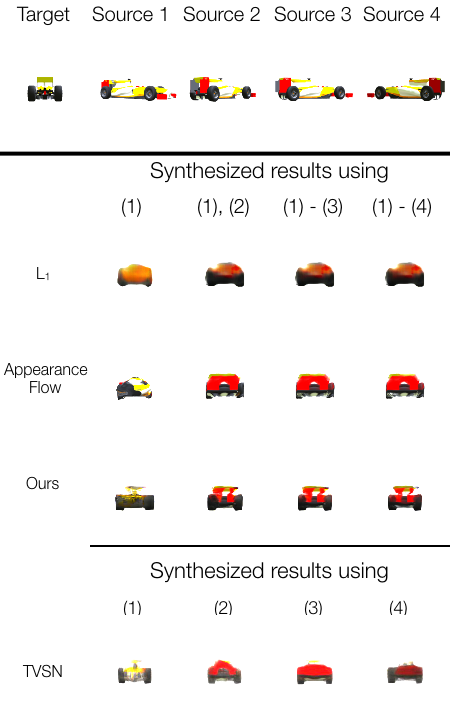 Target Source 1 Source 2 Source 3 Source 4
Synthesized results using
(1) (1), (2) (1) - (3) (1) - (4)
L₁
Appearance
Flow
Ours
Synthesized results using
(1) (2) (3) (4)
TVSN